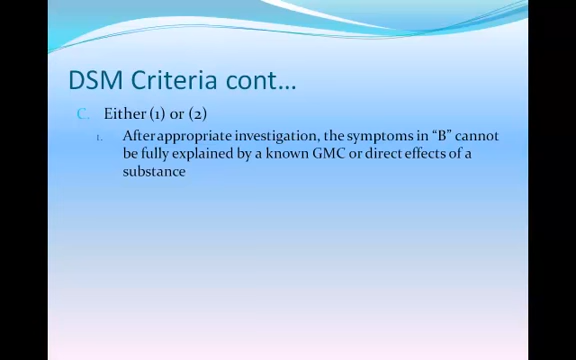 DSM Criteria cont…
C. Either (1) or (2)
1. After appropriate investigation, the symptoms in “B” cannot
be fully explained by a known GMC or direct effects of a
substance